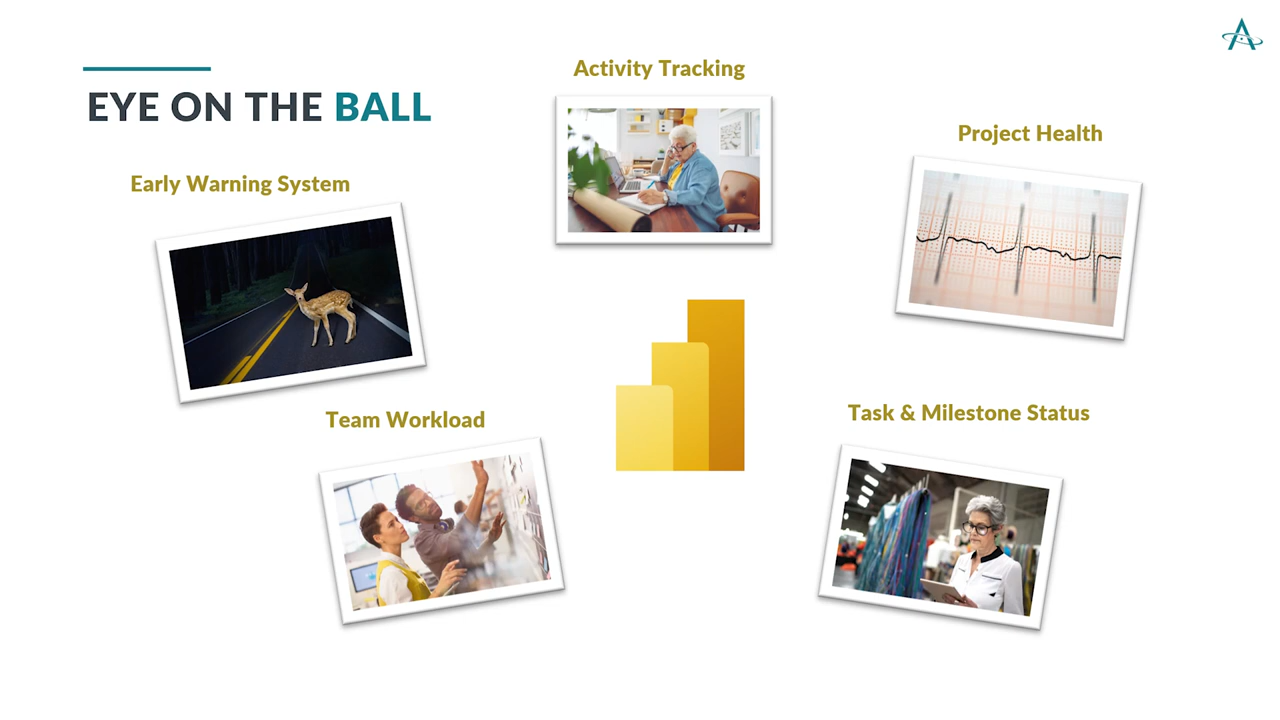 EYE ON THE BALL
Activity Tracking
Project Health
Early Warning System
Team Workload
Task & Milestone Status